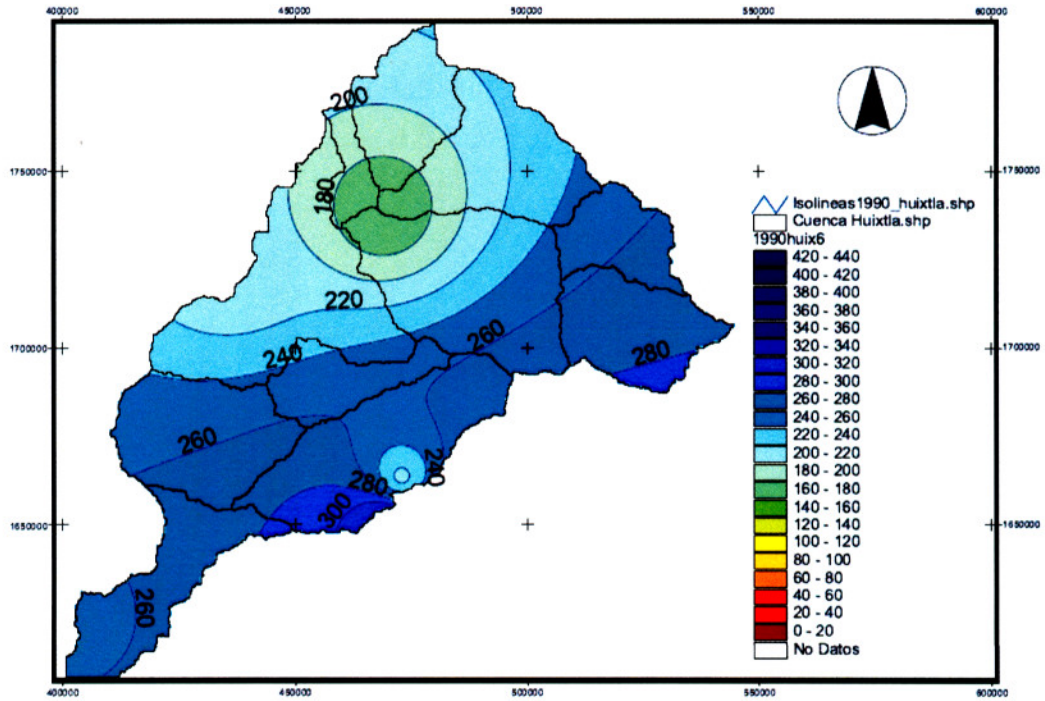 400000 450000 500000 550000 600000
200
1750000 1750000
180
Isolineas1990_huixtla.shp
Cuenca Huixtla.shp
1990huix6
420 - 440
400 - 420
380 - 400
360 - 380
340 - 360
320 - 340
300 - 320
280 - 300
260 - 280
240 - 260
220 - 240
200 - 220
180 - 200
160 - 180
140 - 160
120 - 140
100 - 120
80 - 100
60 - 80
40 - 60
20 - 40
0 - 20
No Datos
220
260
240
280
1700000 1700000
260
240
280
300
1650000 1650000
260
400000 450000 500000 550000 600000